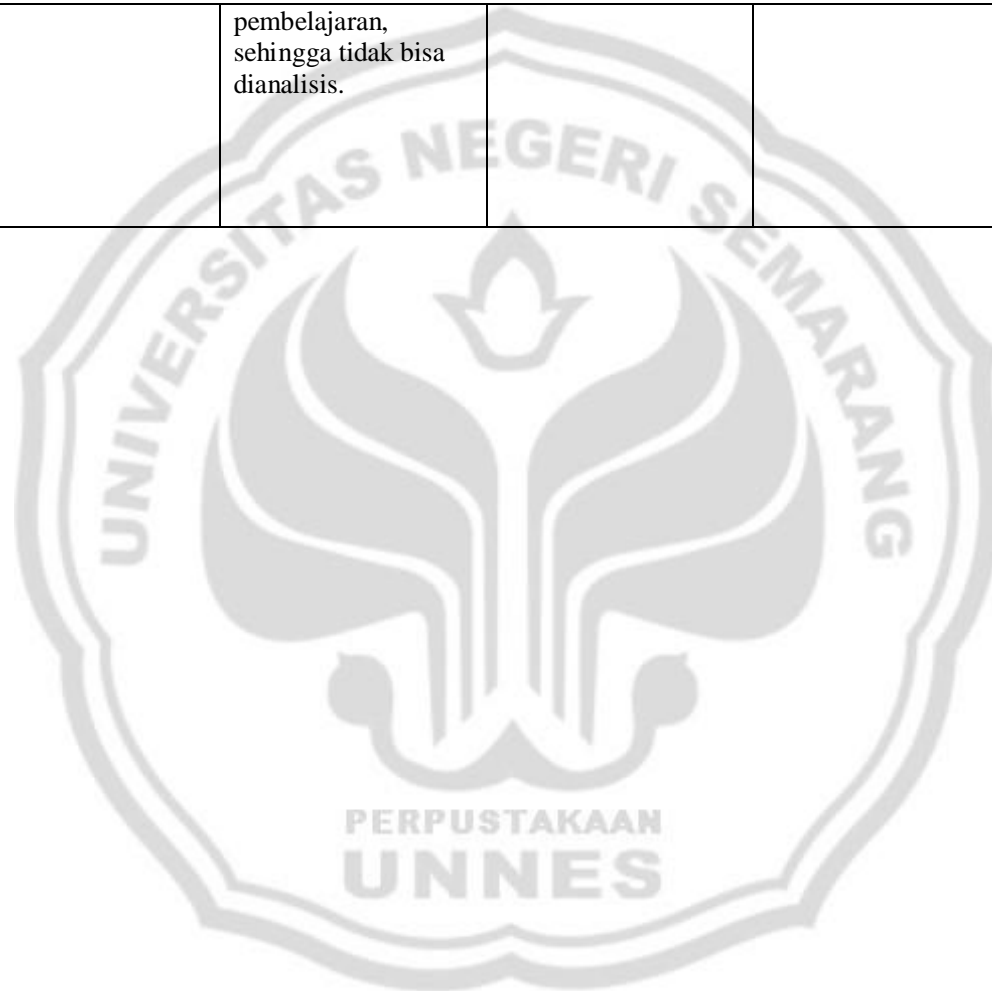 pembelajaran,
sehingga tidak bisa
dianalisis.
UNIVERSITAS NEGERI SEMARANG
PERPUSTAKAAN
UNNES